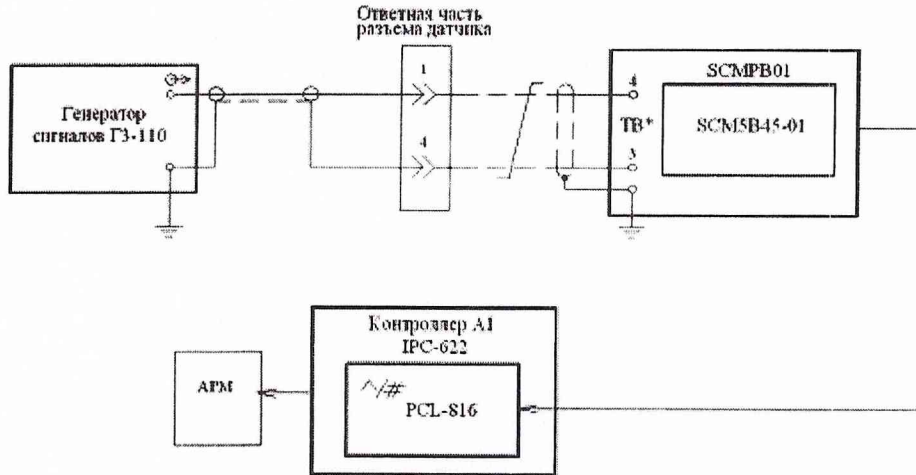 Ответная часть
разъема датчика
Генератор
сигналов Г3-110
1
4
SCMPB01
4
ТВ*
3
SCM5B45-01
Контроллер А1
IPC-622
^/#
PCL-816
АРМ